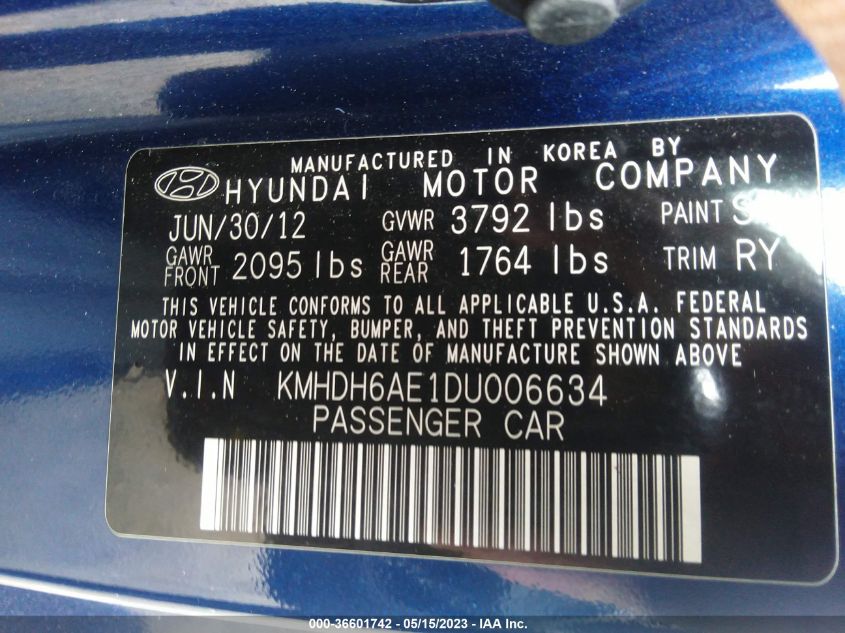 MANUFACTURED IN KOREA BY
HYUNDAI MOTOR COMPANY
JUN/30/12 GVWR 3792 lbs PAINT
GAWR FRONT 2095 lbs GAWR REAR 1764 lbs TRIM RY
THIS VEHICLE CONFORMS TO ALL APPLICABLE U.S.A. FEDERAL
MOTOR VEHICLE SAFETY, BUMPER, AND THEFT PREVENTION STANDARDS
IN EFFECT ON THE DATE OF MANUFACTURE SHOWN ABOVE
V.I.N KMHDH6AE1DU006634
PASSENGER CAR
000-36601742 - 05/15/2023 - IAA Inc.